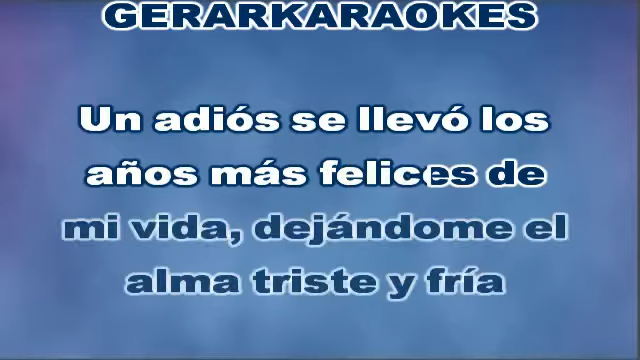 GERARKARAOKES
Un adiós se llevó los
años más felices de
mi vida, dejándome el
alma triste y fría